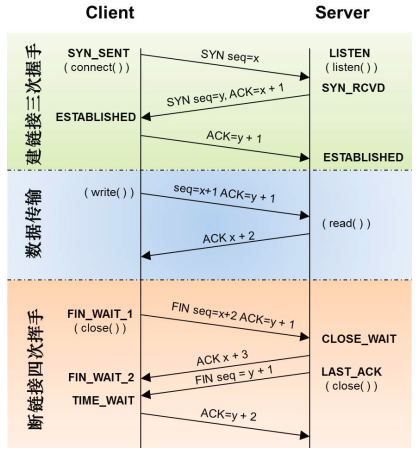 Client
Server
建链接三次握手
SYN_SENT
( connect( ) )
SYN seq=x
LISTEN
( listen( ) )
SYN_RCVD
SYN seq=y, ACK=x + 1
ESTABLISHED
ACK=y + 1
ESTABLISHED
数据传输
( write( ) )
seq=x+1 ACK=y + 1
( read( ) )
ACK x + 2
断链接四次挥手
FIN_WAIT_1
( close( ) )
FIN seq=x+2 ACK=y + 1
CLOSE_WAIT
ACK x + 3
FIN_WAIT_2
FIN seq = y + 1
LAST_ACK
( close( ) )
TIME_WAIT
ACK=y + 2